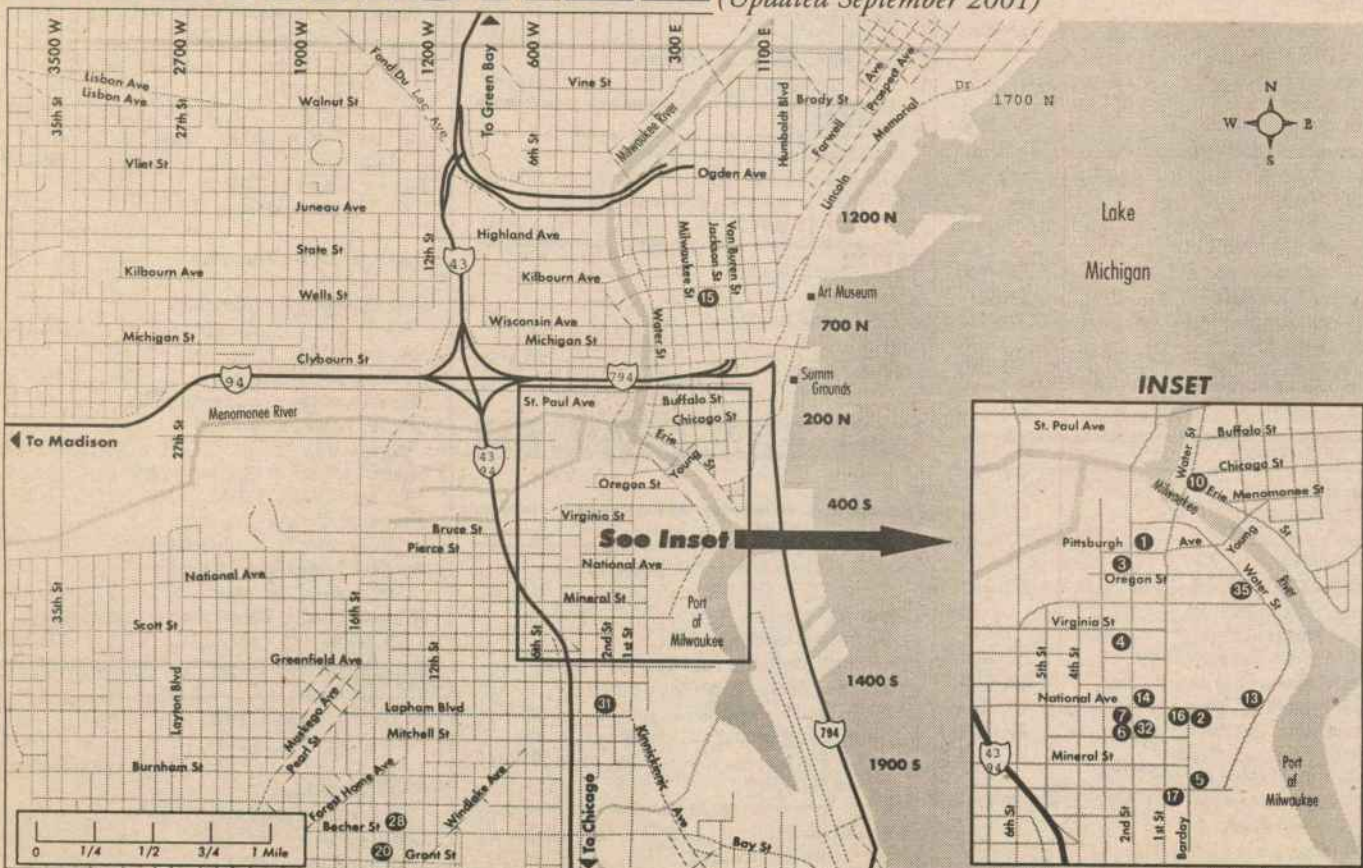 (Updated September 2001)
3500 W
2700 W
1900 W
1200 W
To Green Bay
600 W
300 E
1100 E
Lisbon Ave
Lisbon Ave
35th St
27th St
Walnut St
Fond Du Lac Ave
Vine St
6th St
Milwaukee River
Humboldt Blvd
Brady St
Farwell Ave
Prospect Ave
Lincoln Memorial Dr
1700 N
N
W E
S
Vliet St
Ogden Ave
Juneau Ave
12th St
Highland Ave
1200 N
Lake
Michigan
State St
43
Milwaukee St
Jackson St
Van Buren St
Kilbourn Ave
Kilbourn Ave
Wells St
15
Art Museum
Wisconsin Ave
Water St
700 N
Michigan St
Michigan St
Clybourn St
94
794
Summ
Grounds
St. Paul Ave
Buffalo St
Menomonee River
Chicago St
200 N
To Madison
27th St
43
94
Erie
Young St
Oregon St
400 S
Virginia St
Bruce St
See Inset
Pierce St
National Ave
National Ave
35th St
16th St
Mineral St
Port
of
Milwaukee
Scott St
6th St
2nd St
1st St
Greenfield Ave
12th St
1400 S
Layton Blvd
Muskego Ave
Pearl St
Lapham Blvd
31
Mitchell St
Kinnickinnik Ave
794
1900 S
Burnham St
Forest Home Ave
Windlake Ave
To Chicago
Becher St 28
20 Grant St
Bay St
0 1/4 1/2 3/4 1 Mile
INSET
St. Paul Ave
Water St
Buffalo St
Chicago St
10
Erie
Menomonee St
Milwaukee River
Pittsburgh Ave
1
Young St
3
Oregon St
Water St
35
Virginia St
4
5th St
4th St
National Ave
14
13
7
16
2
6
32
Mineral St
43
94
5
17
Port
of
Milwaukee
6th St
2nd St
1st St
Barclay